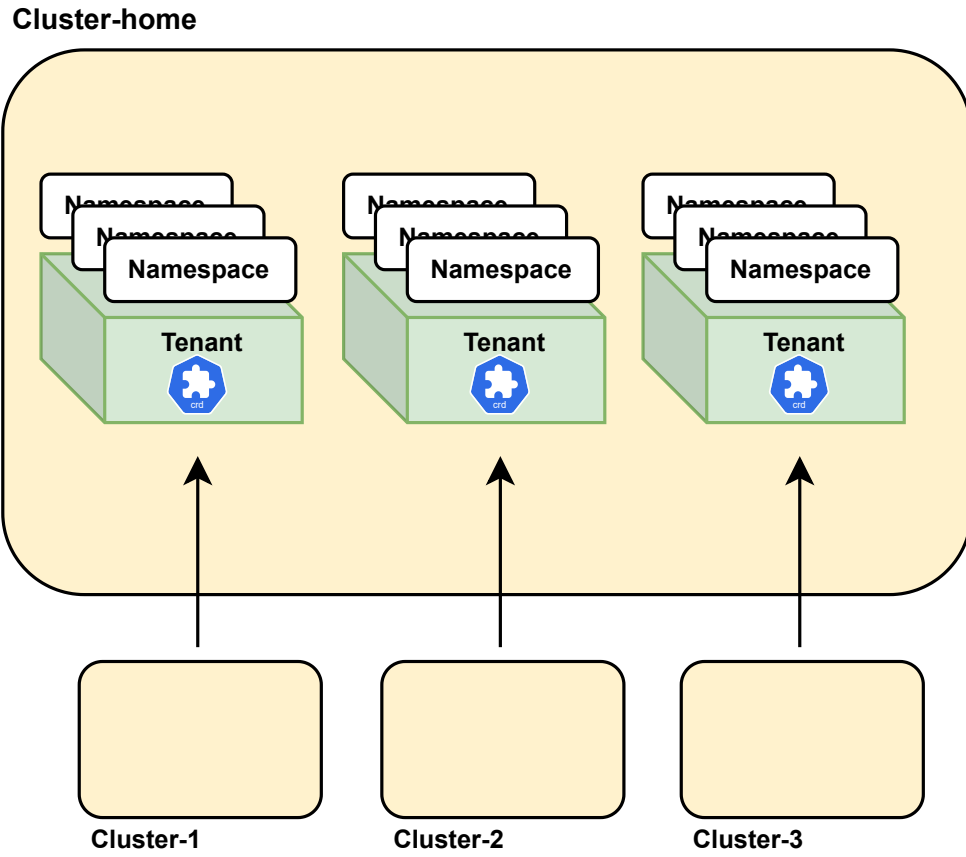 Cluster-home
Namespace
Namespace
Namespace
Tenant
crd
Namespace
Namespace
Namespace
Tenant
crd
Namespace
Namespace
Namespace
Tenant
crd
Cluster-1
Cluster-2
Cluster-3